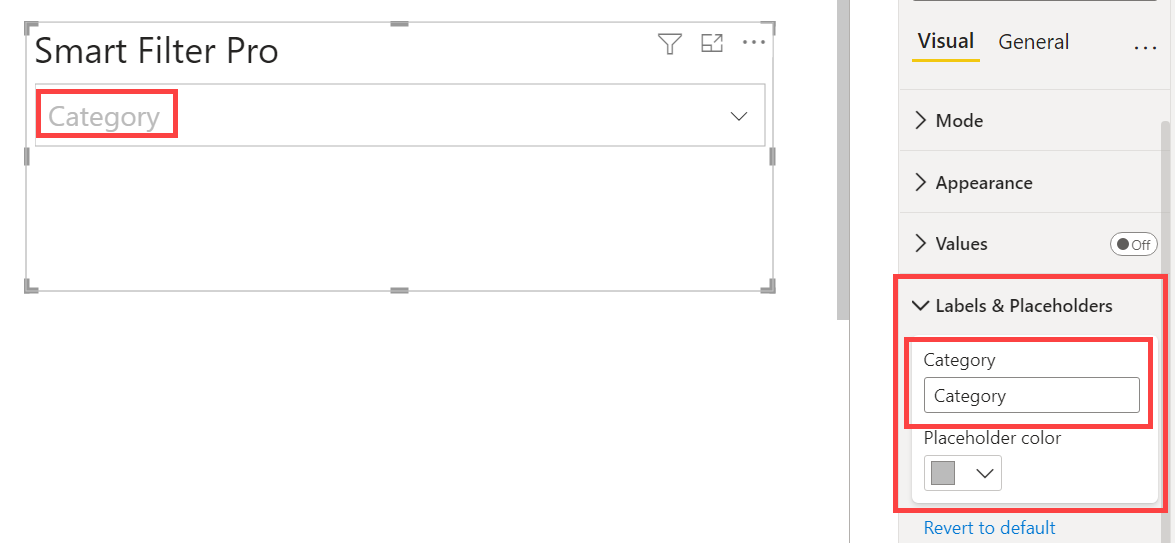 Smart Filter Pro
Category
Visual General
Mode
Appearance
Values Off
Labels & Placeholders
Category
Category
Placeholder color
Revert to default